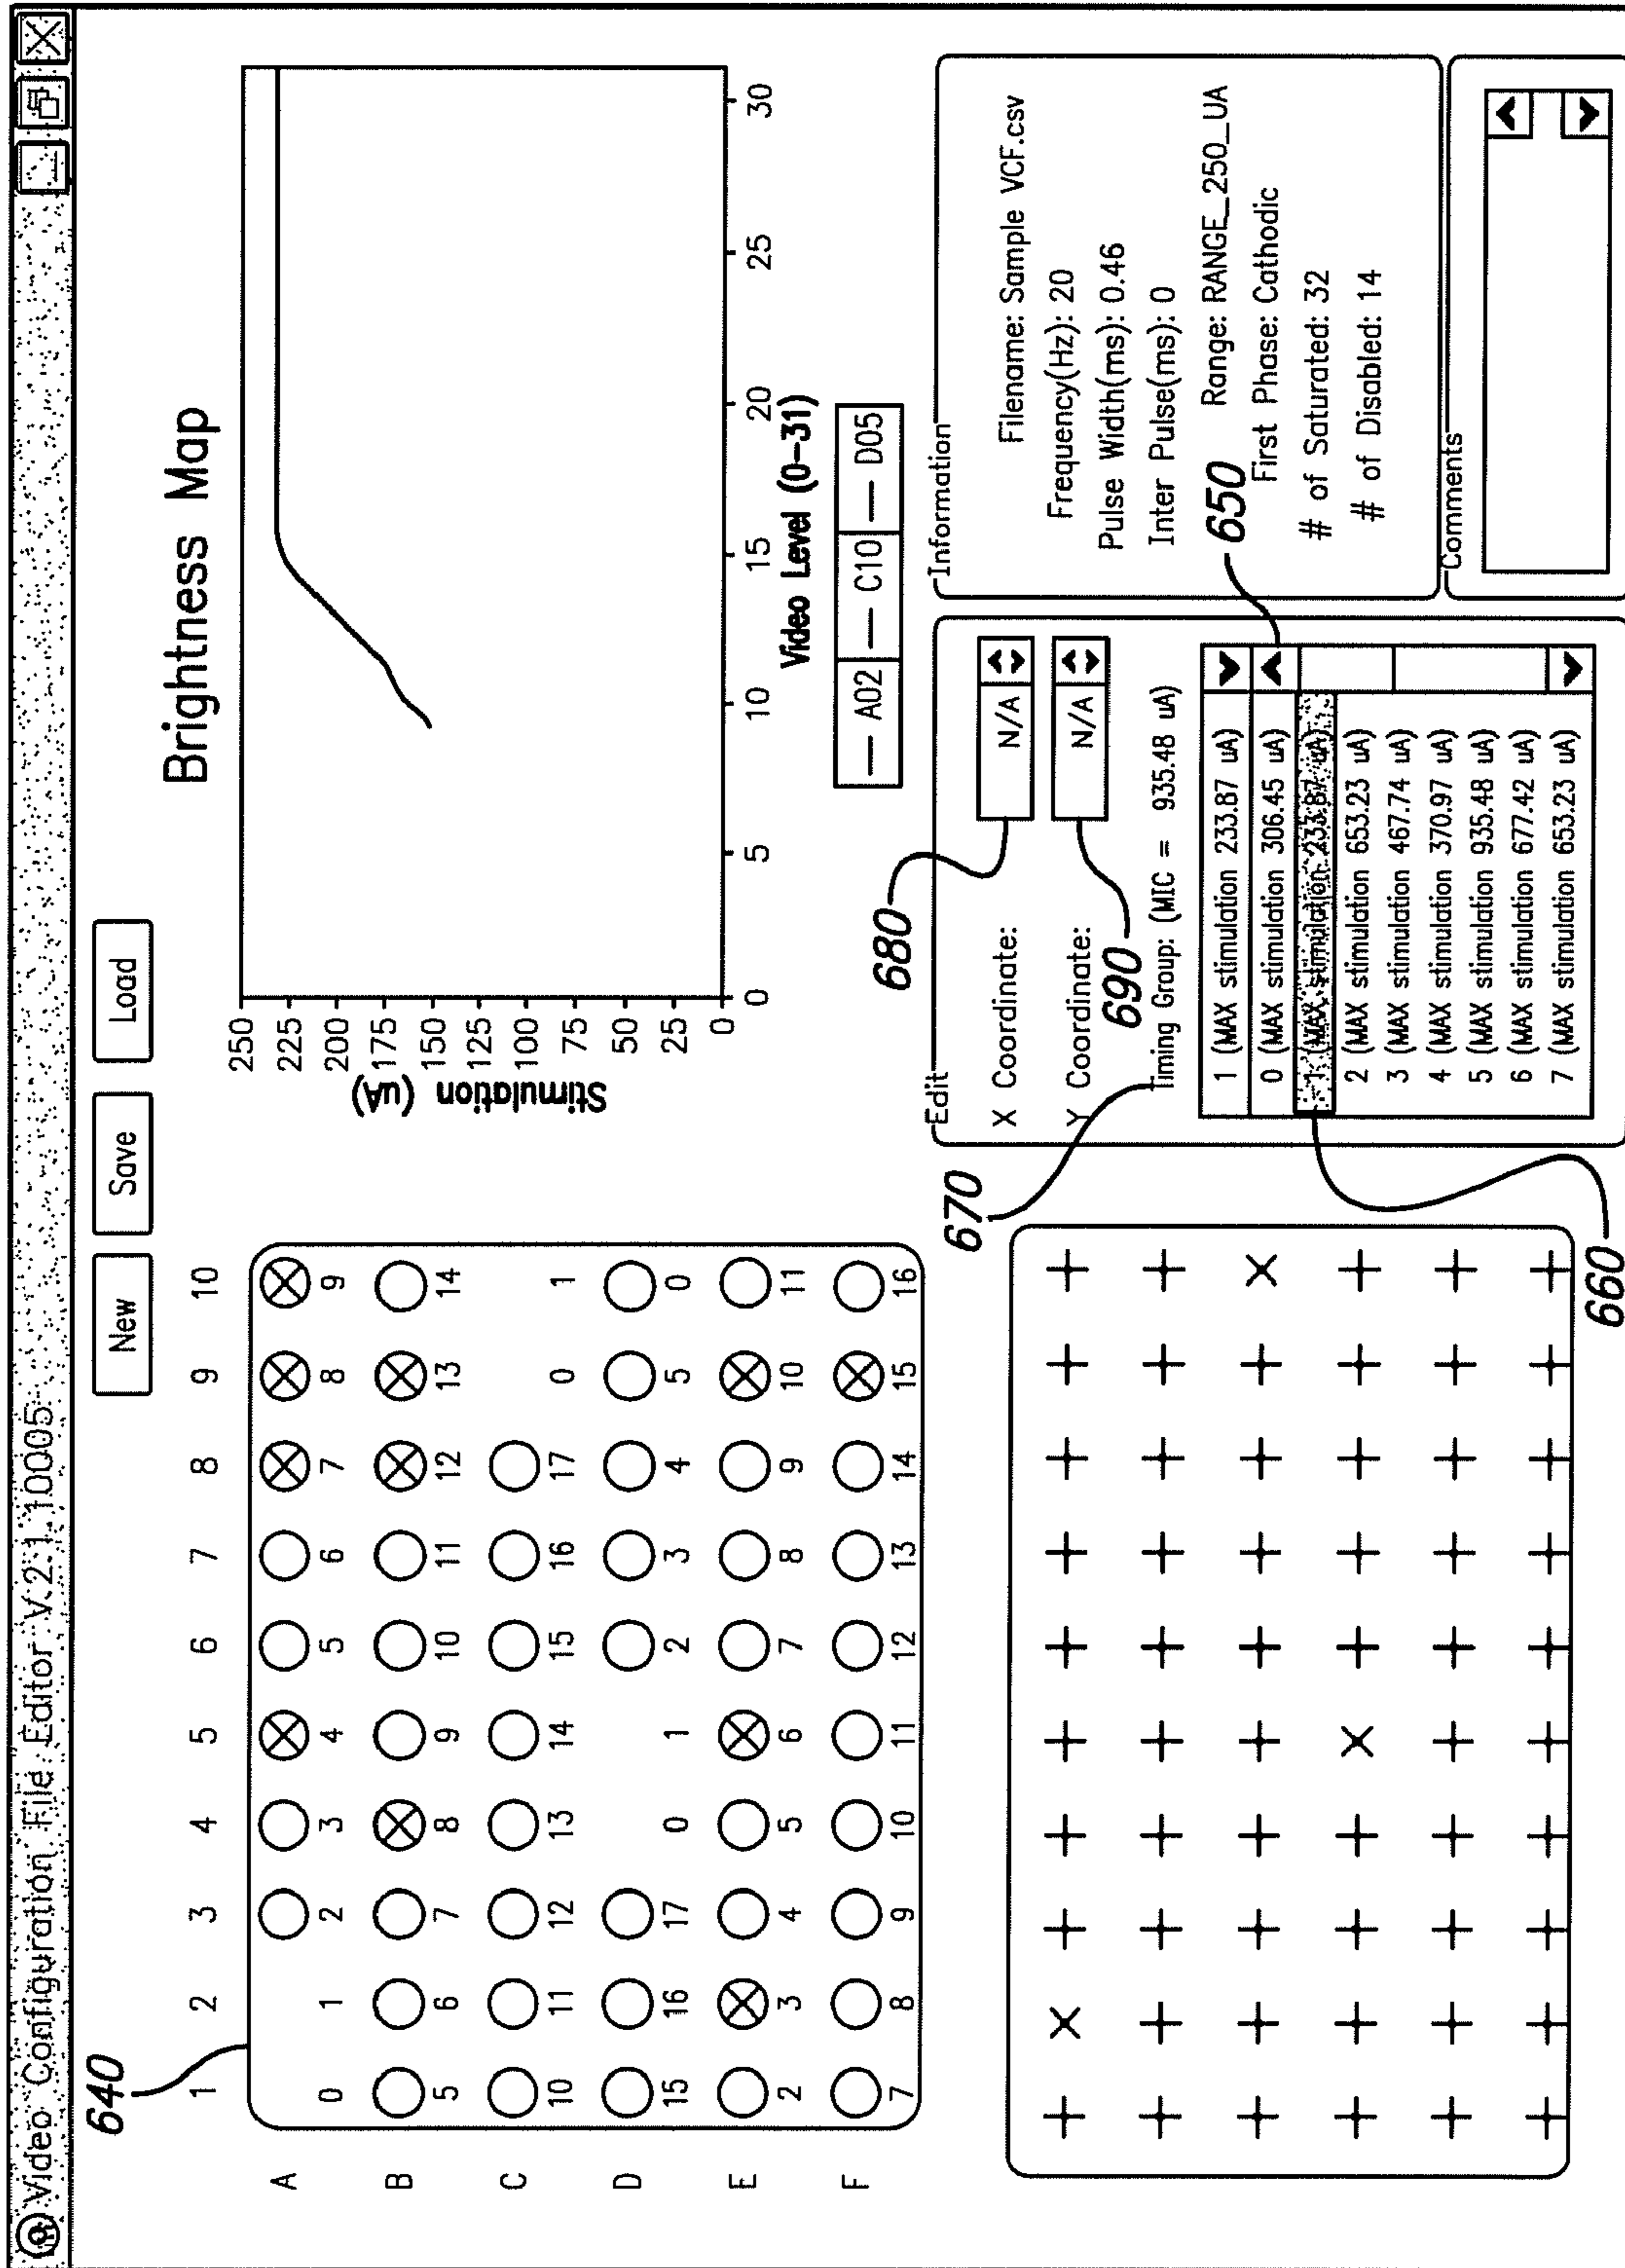 Video Configuration File Editor V.2.1.10005
New Save Load
640
1 2 3 4 5 6 7 8 9 10
A
0 1 2 3 4 5 6 7 8 9
B
5 6 7 8 9 10 11 12 13 14
C
10 11 12 13 14 15 16 17 0 1
D
15 16 17 0 1 2 3 4 5 0
E
2 3 4 5 6 7 8 9 10 11
F
7 8 9 10 11 12 13 14 15 16
Brightness Map
Stimulation (uA)
250
225
200
175
150
125
100
75
50
25
0
0 5 10 15 20 25 30
Video Level (0-31)
— A02 — C10 — D05
680
Edit
X Coordinate: N/A
Y Coordinate: N/A
690
670
Timing Group: (MIC = 935.48 uA)
1 (MAX stimulation 233.87 uA)
0 (MAX stimulation 306.45 uA)
1 (MAX stimulation 233.87 uA)
2 (MAX stimulation 653.23 uA)
3 (MAX stimulation 467.74 uA)
4 (MAX stimulation 370.97 uA)
5 (MAX stimulation 935.48 uA)
6 (MAX stimulation 677.42 uA)
7 (MAX stimulation 653.23 uA)
660
650
Information
Filename: Sample VCF.csv
Frequency(Hz): 20
Pulse Width(ms): 0.46
Inter Pulse(ms): 0
Range: RANGE_250_UA
First Phase: Cathodic
# of Saturated: 32
# of Disabled: 14
Comments